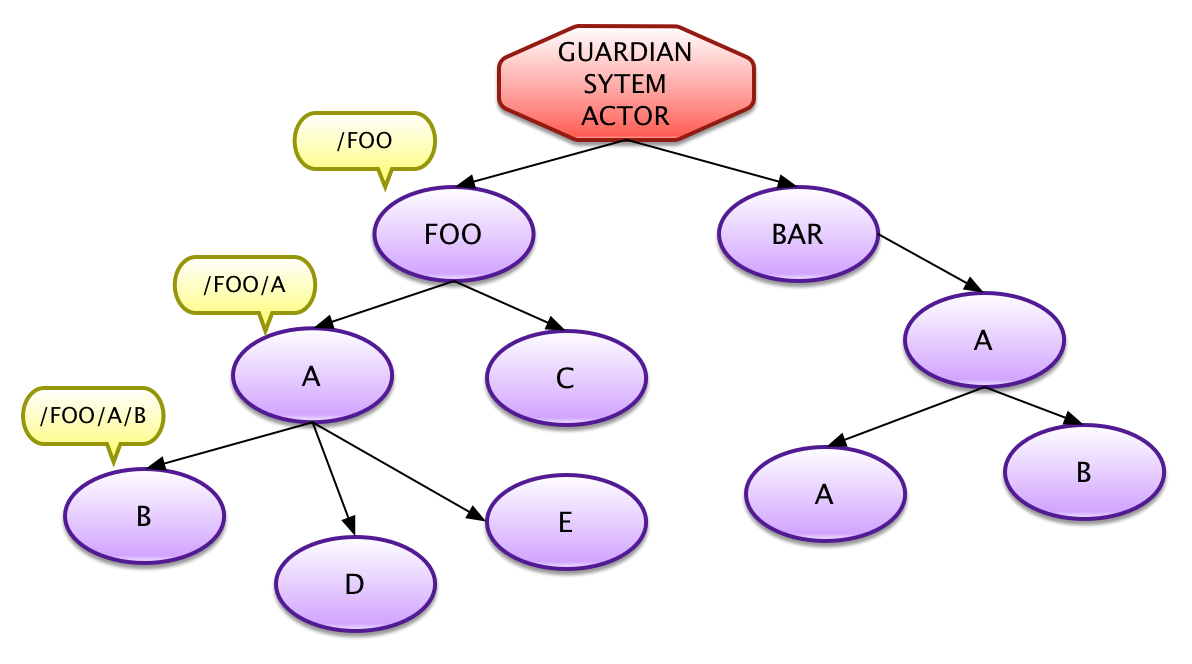 GUARDIAN
SYTEM
ACTOR
/FOO
FOO
BAR
/FOO/A
A
C
A
/FOO/A/B
B
D
E
A
B